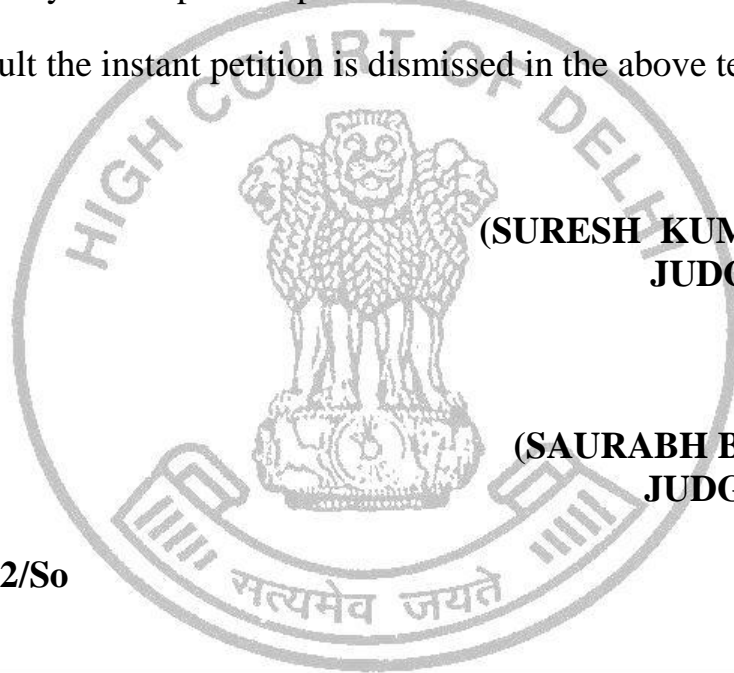 ult the instant petition is dismissed in the above te
HIGH COURT OF DELHI
(SURESH KUM
JUDG
(SAURABH B
JUDG
2/So
सत्यमेव जयते